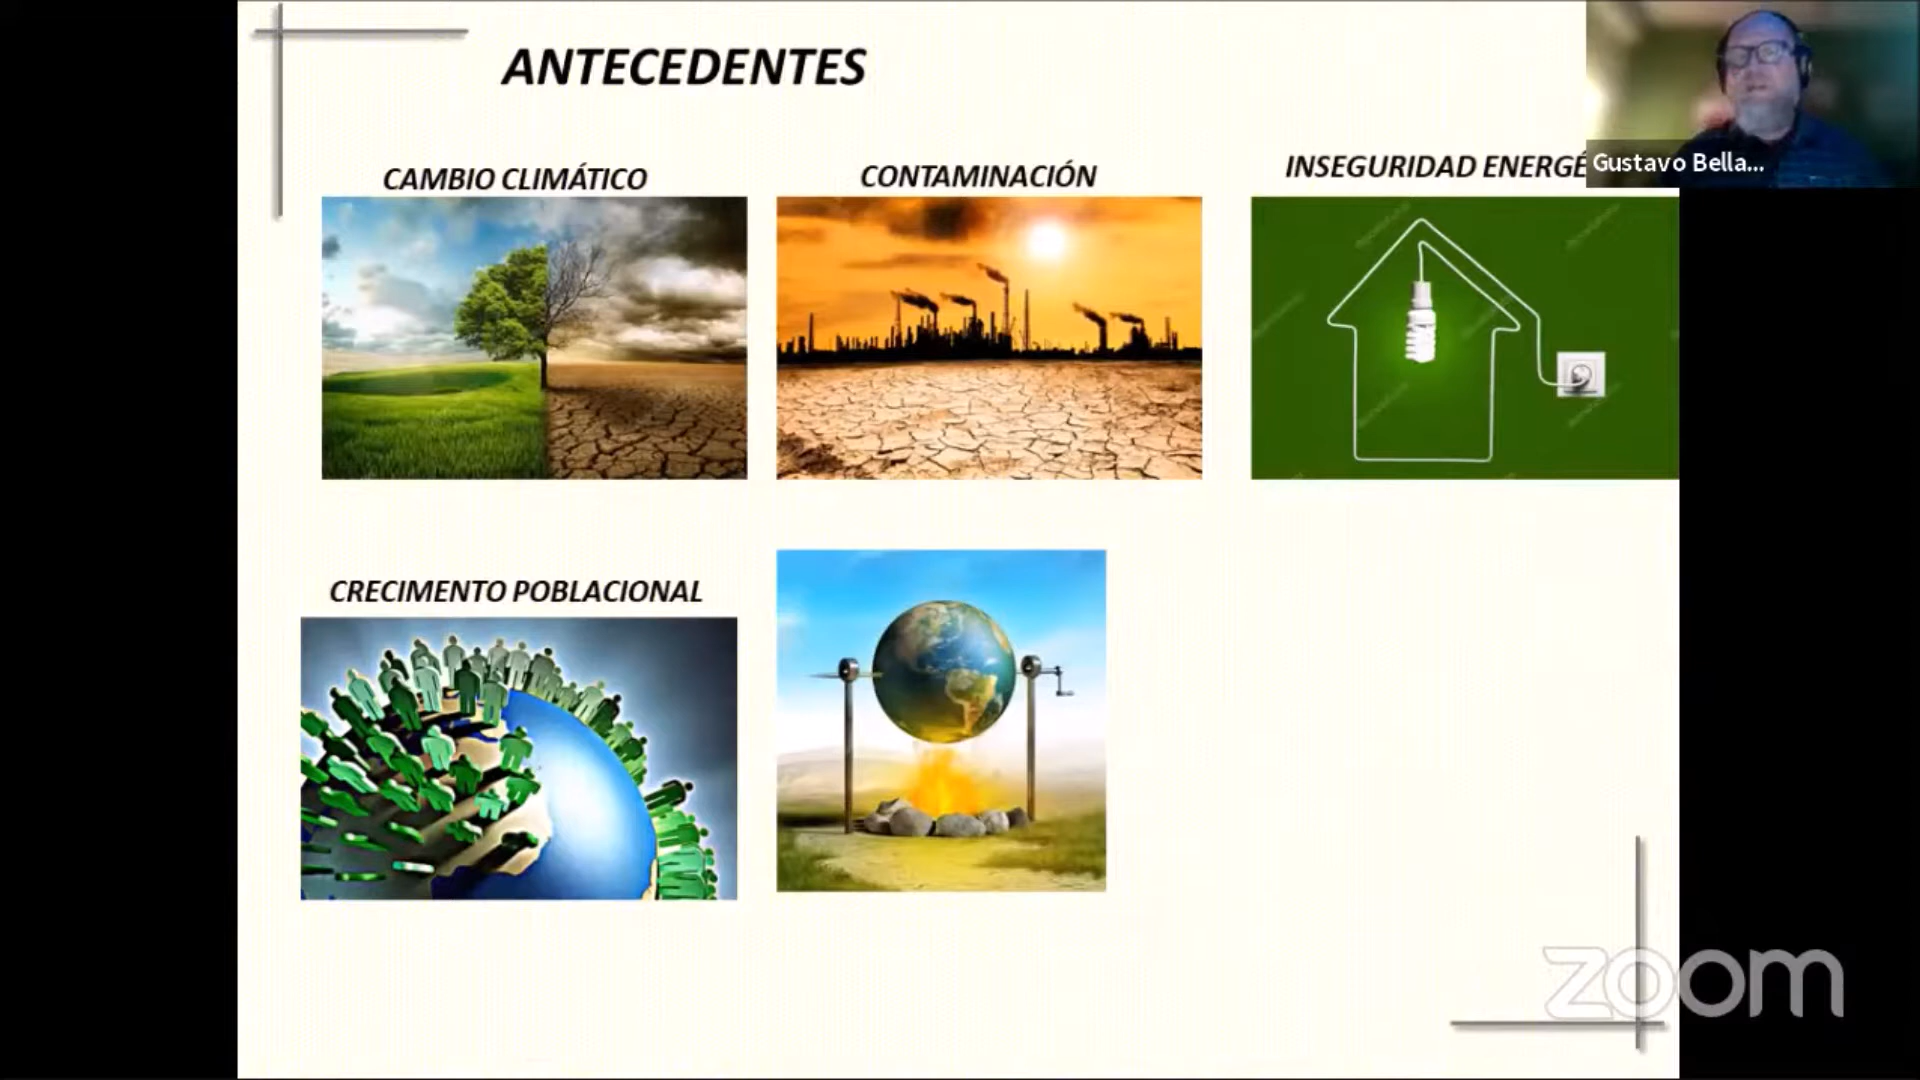 ANTECEDENTES
CAMBIO CLIMÁTICO
CONTAMINACIÓN
INSEGURIDAD ENERGÉ
Gustavo Bella...
CRECIMENTO POBLACIONAL
zoom